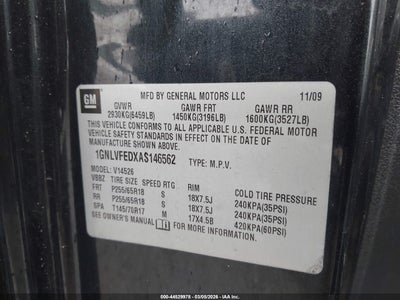 GM
MFD BY GENERAL MOTORS LLC 11/09
GVWR GAWR FRT GAWR RR
2930KG(6459LB) 1450KG(3196LB) 1600KG(3527LB)
THIS VEHICLE CONFORMS TO ALL APPLICABLE U.S. FEDERAL MOTOR
VEHICLE SAFETY STANDARDS IN EFFECT ON THE DATE OF
MANUFACTURE SHOWN ABOVE.
1GNLVFEDXAS146562 TYPE: M.P.V.
V14526
VBBZ TIRE SIZE SPEED RTG RIM COLD TIRE PRESSURE
FRT P255/65R18 S 18X7.5J 240KPA(35PSI)
RR P255/65R18 S 18X7.5J 240KPA(35PSI)
SPA T145/70R17 M 17X4.5B 420KPA(60PSI)
SEE OWNER'S MANUAL FOR MORE INFORMATION.
000-44529978 - 03/05/2026 - IAA